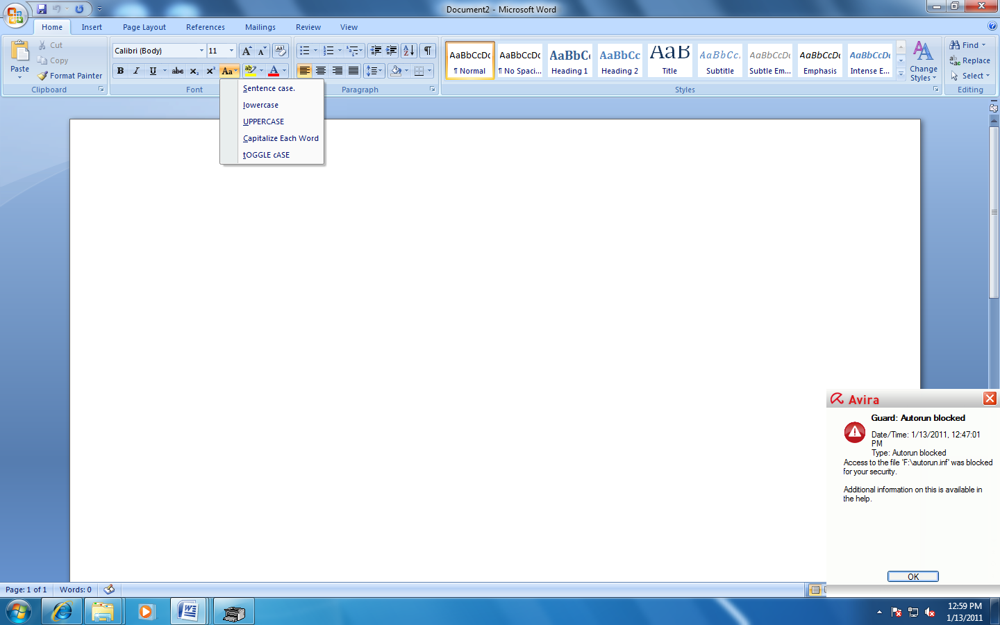 Document2 - Microsoft Word
Home Insert Page Layout References Mailings Review View
Paste
Cut
Copy
Format Painter
Clipboard
Calibri (Body) 11
B I U abc x₂ x² Aa ab A
Font
Paragraph
AaBbCcDc AaBbCcDc AaBbCc AaBbCc AaB AaBbCc. AaBbCcDc AaBbCcDc AaBbCcDc
¶ Normal ¶ No Spaci... Heading 1 Heading 2 Title Subtitle Subtle Em... Emphasis Intense E...
Change
Styles
Styles
Find
Replace
Select
Editing
Sentence case.
lowercase
UPPERCASE
Capitalize Each Word
tOGGLE cASE
Avira
Guard: Autorun blocked
Date/Time: 1/13/2011, 12:47:01
PM
Type: Autorun blocked
Access to the file 'F:\autorun.inf' was blocked
for your security.
Additional information on this is available in
the help.
OK
Page: 1 of 1 Words: 0
12:59 PM
1/13/2011